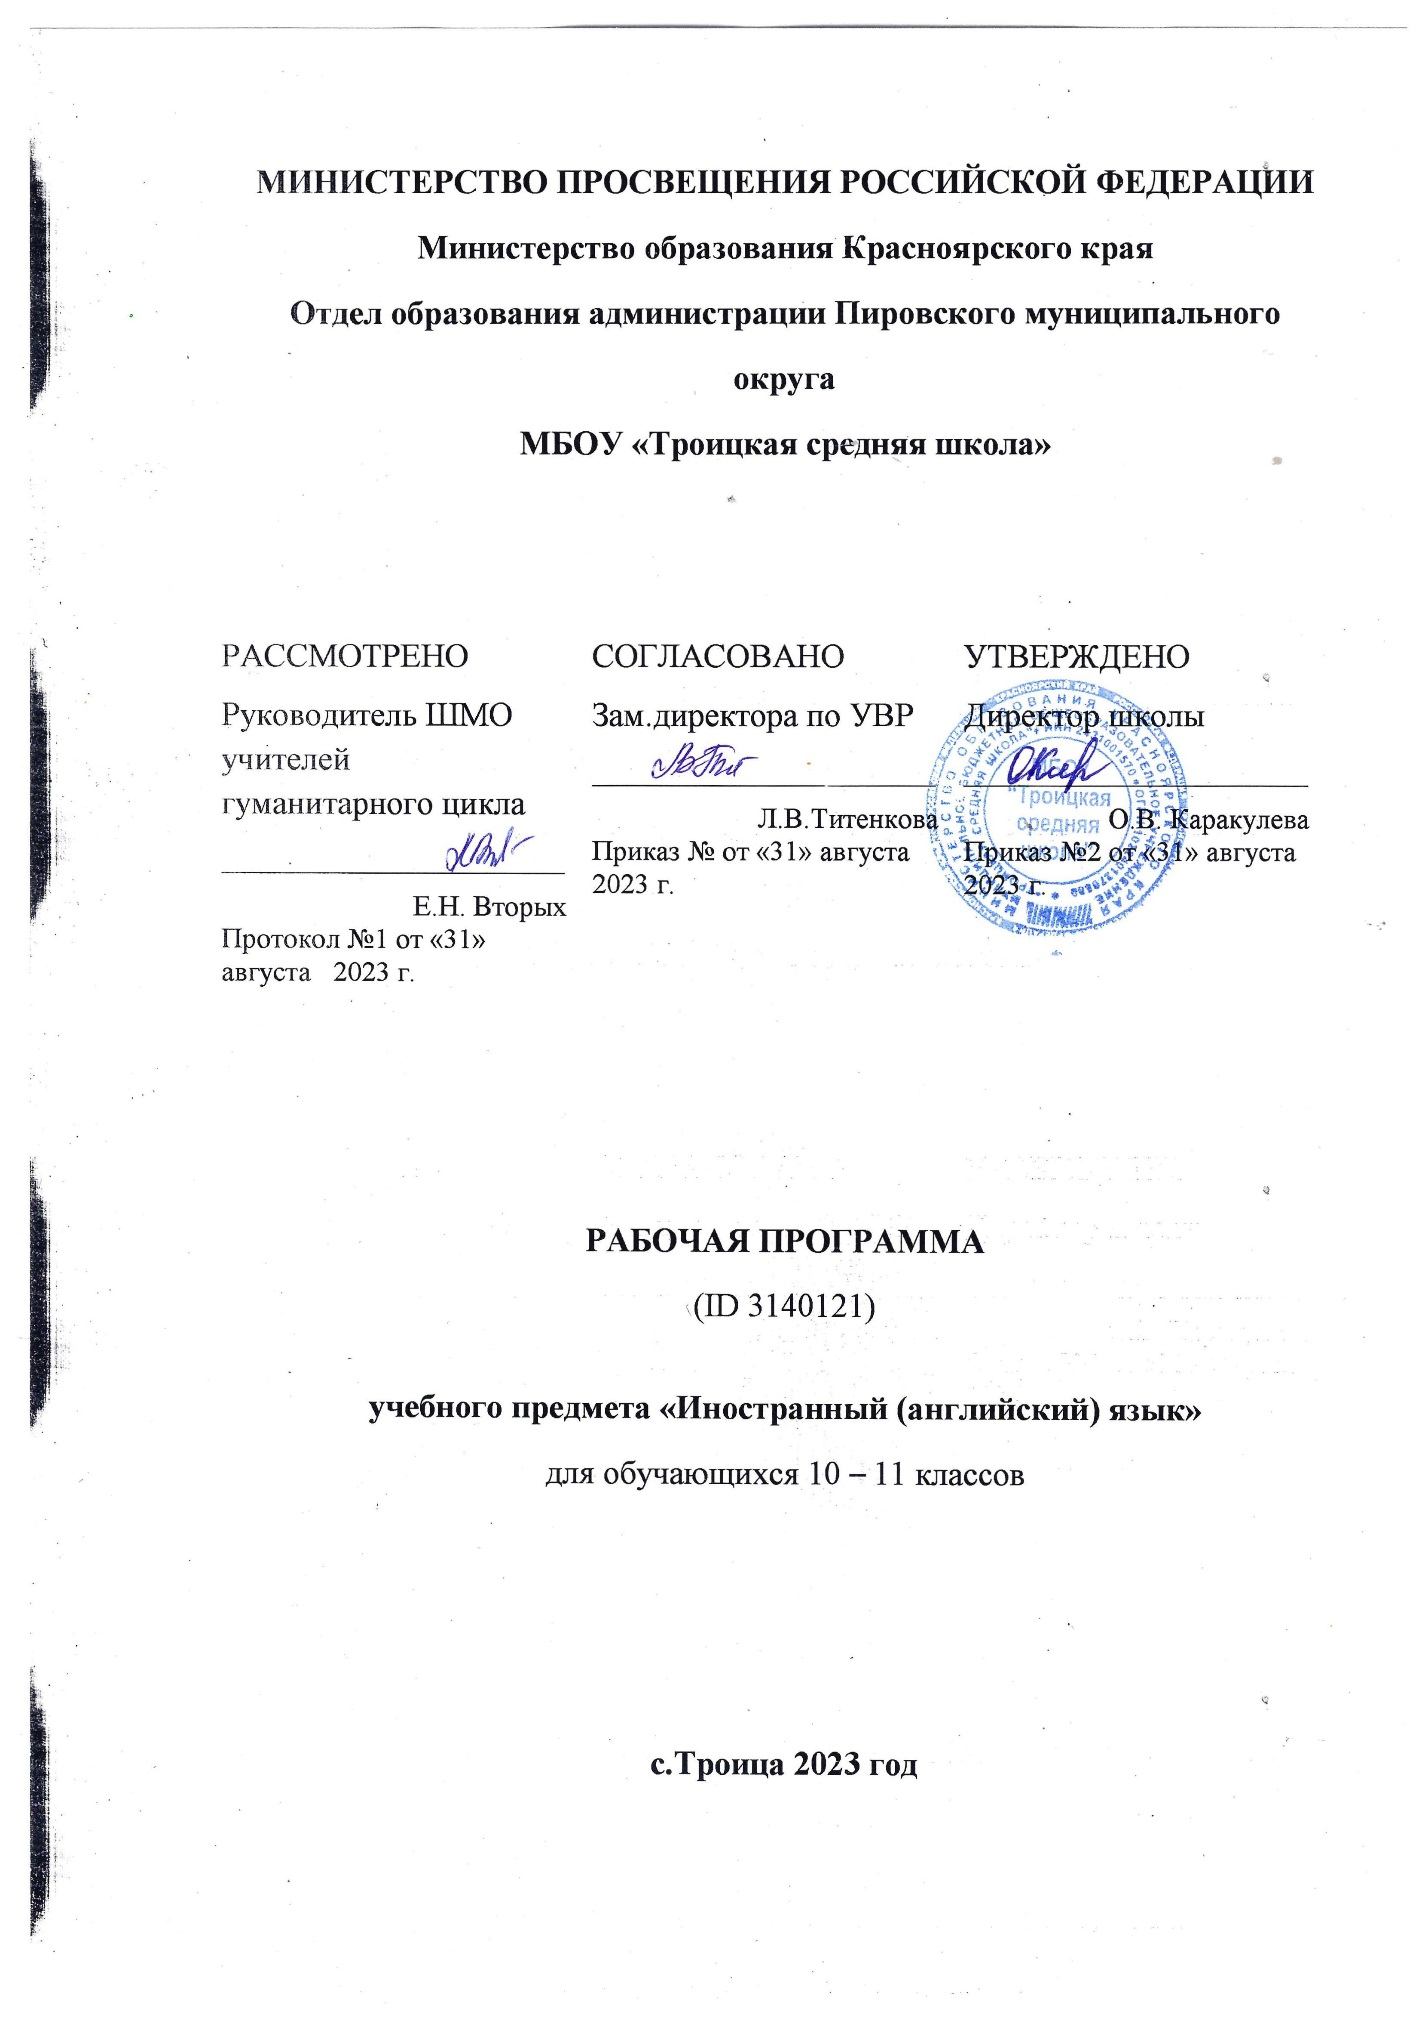 МИНИСТЕРСТВО ПРОСВЕЩЕНИЯ РОССИЙСКОЙ ФЕДЕРАЦИИ
Министерство образования Красноярского края
Отдел образования администрации Пировского муниципального
округа
МБОУ «Троицкая средняя школа»
РАССМОТРЕНО
Руководитель ШМО
учителей
гуманитарного цикла
Е.Н. Вторых
Протокол №1 от «31»
августа 2023 г.
СОГЛАСОВАНО
Зам.директора по УВР
Л.В.Титенкова
Приказ № от «31» августа
2023 г.
УТВЕРЖДЕНО
Директор школы
О.В. Каракулева
Приказ №2 от «31» августа
2023 г.
"Троицкая
средняя
РАБОЧАЯ ПРОГРАММА
(ID 3140121)
учебного предмета «Иностранный (английский) язык»
для обучающихся 10 – 11 классов
с.Троица 2023 год